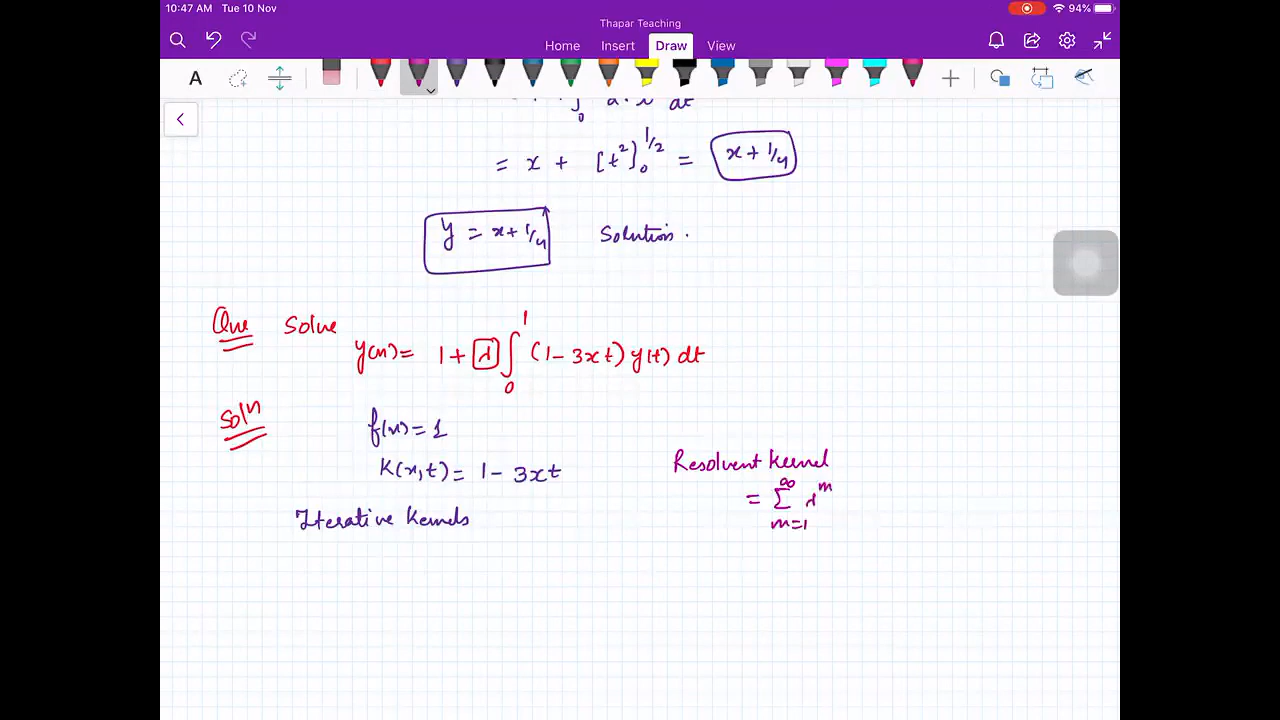 10:47 AM Tue 10 Nov
94%
Thapar Teaching
Home Insert Draw View
A
= x + [t²]₀^{1/2} = x + 1/4
y = x + 1/4 Solution.
Que Solve
y(x) = 1 + λ ∫₀¹ (1 - 3xt) y(t) dt
Solⁿ
f(x) = 1
K(x,t) = 1 - 3xt
Iterative Kernels
Resolvent kernel
= ∑_{m=1}^{∞} λ^m